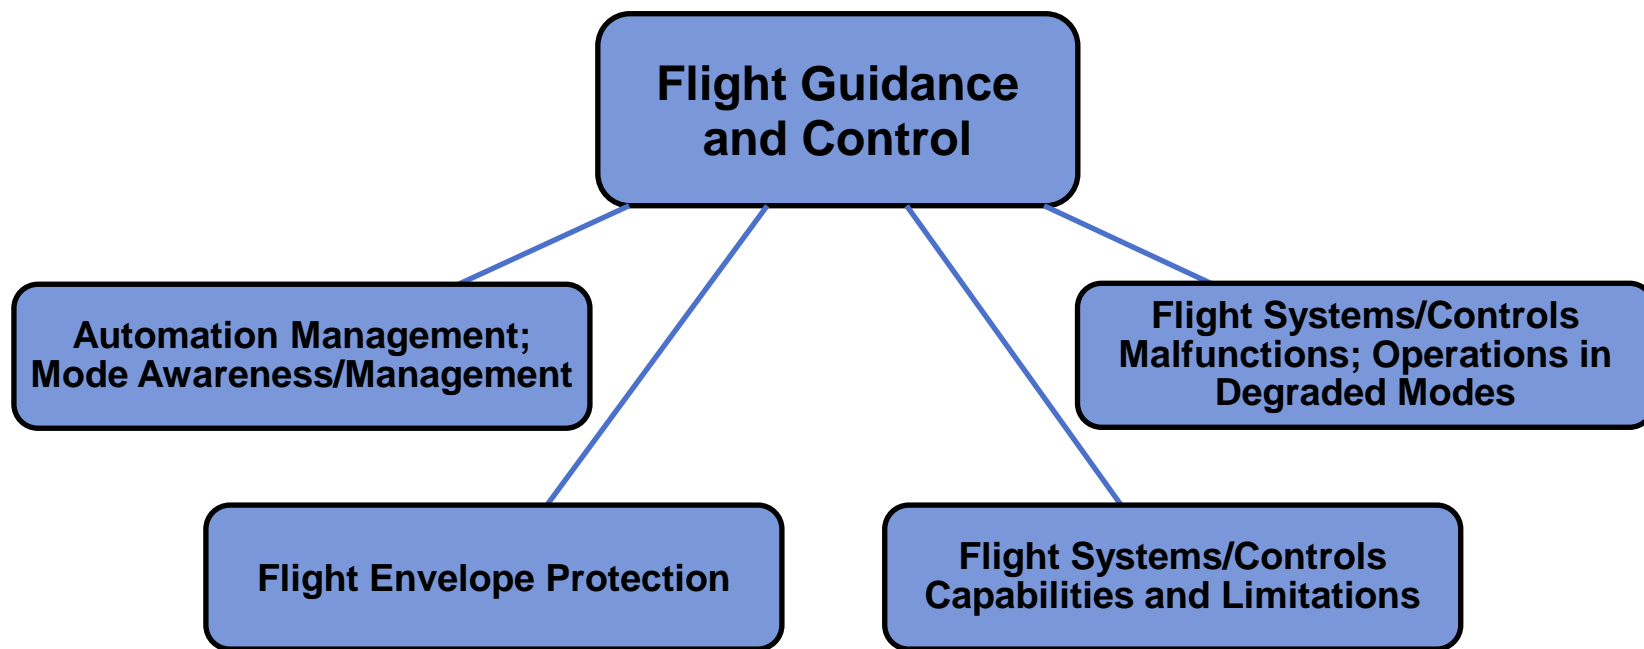 Flight Guidance
and Control
Automation Management;
Mode Awareness/Management
Flight Systems/Controls
Malfunctions; Operations in
Degraded Modes
Flight Envelope Protection
Flight Systems/Controls
Capabilities and Limitations